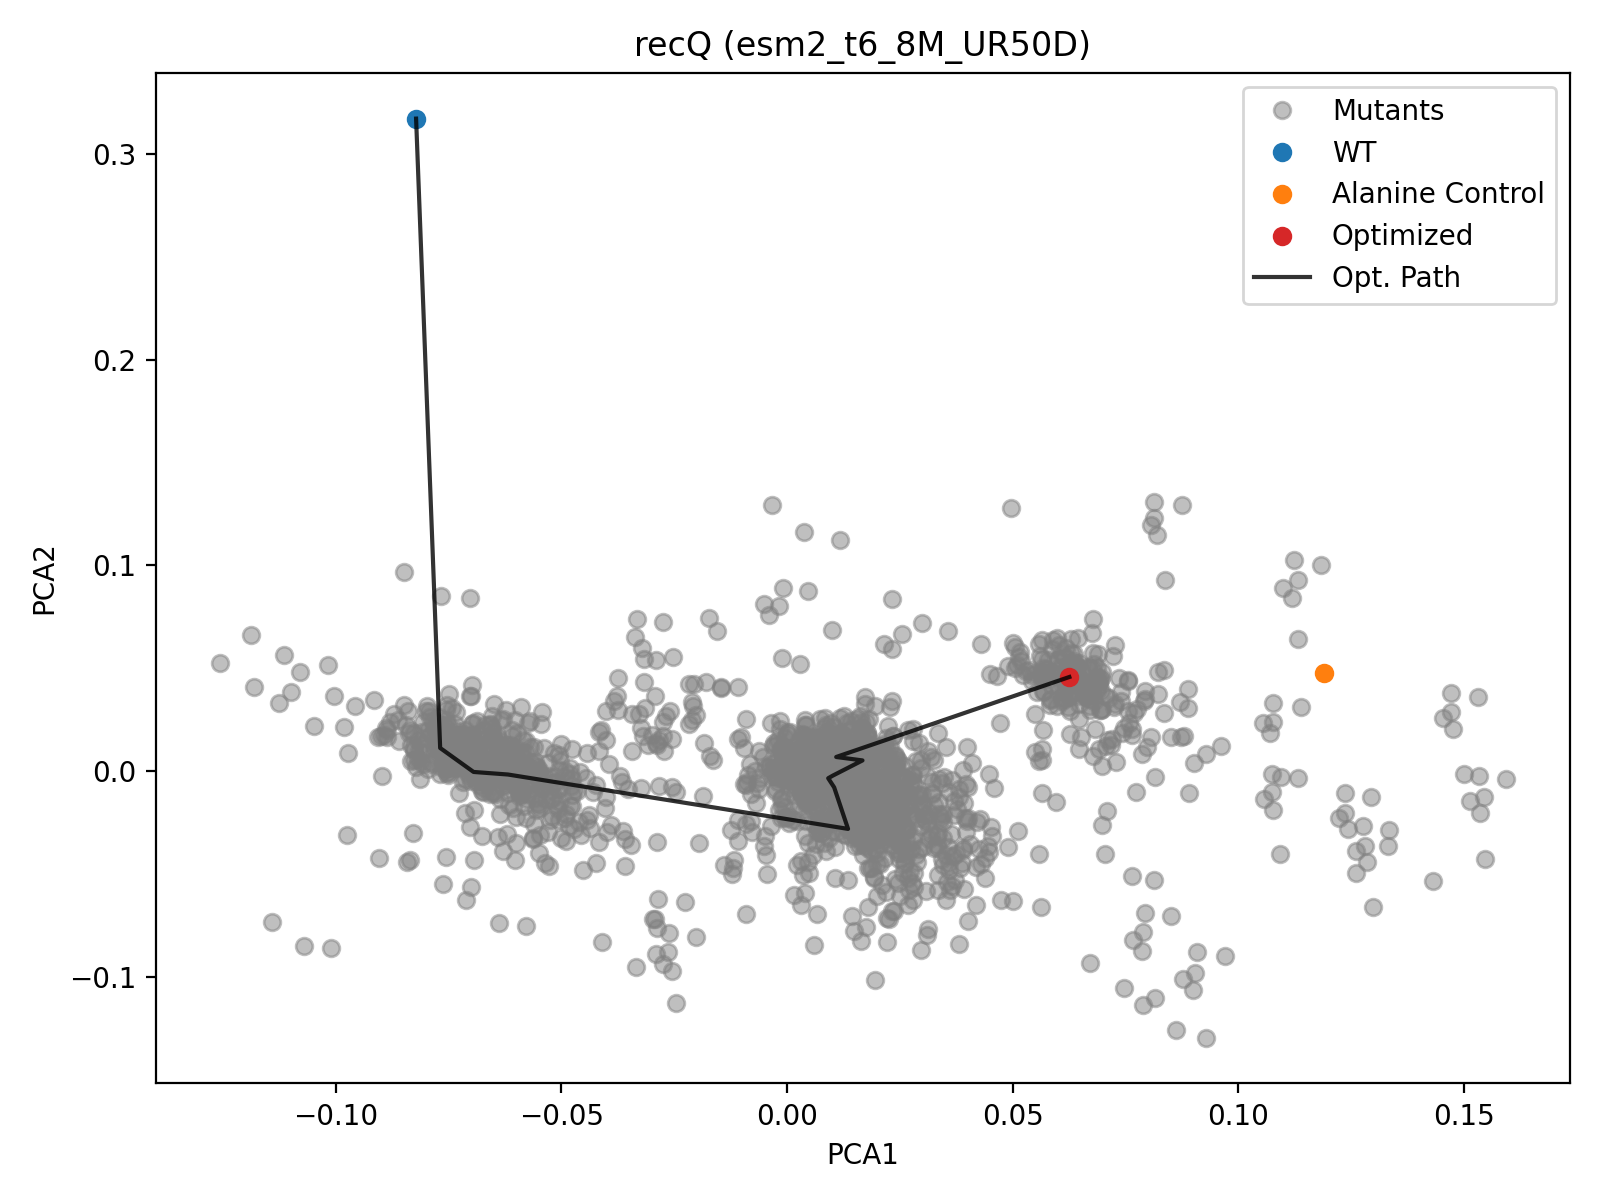 recQ (esm2_t6_8M_UR50D)
Mutants
WT
Alanine Control
Optimized
Opt. Path
0.3
0.2
0.1
0.0
−0.1
PCA2
−0.10
−0.05
0.00
0.05
0.10
0.15
PCA1